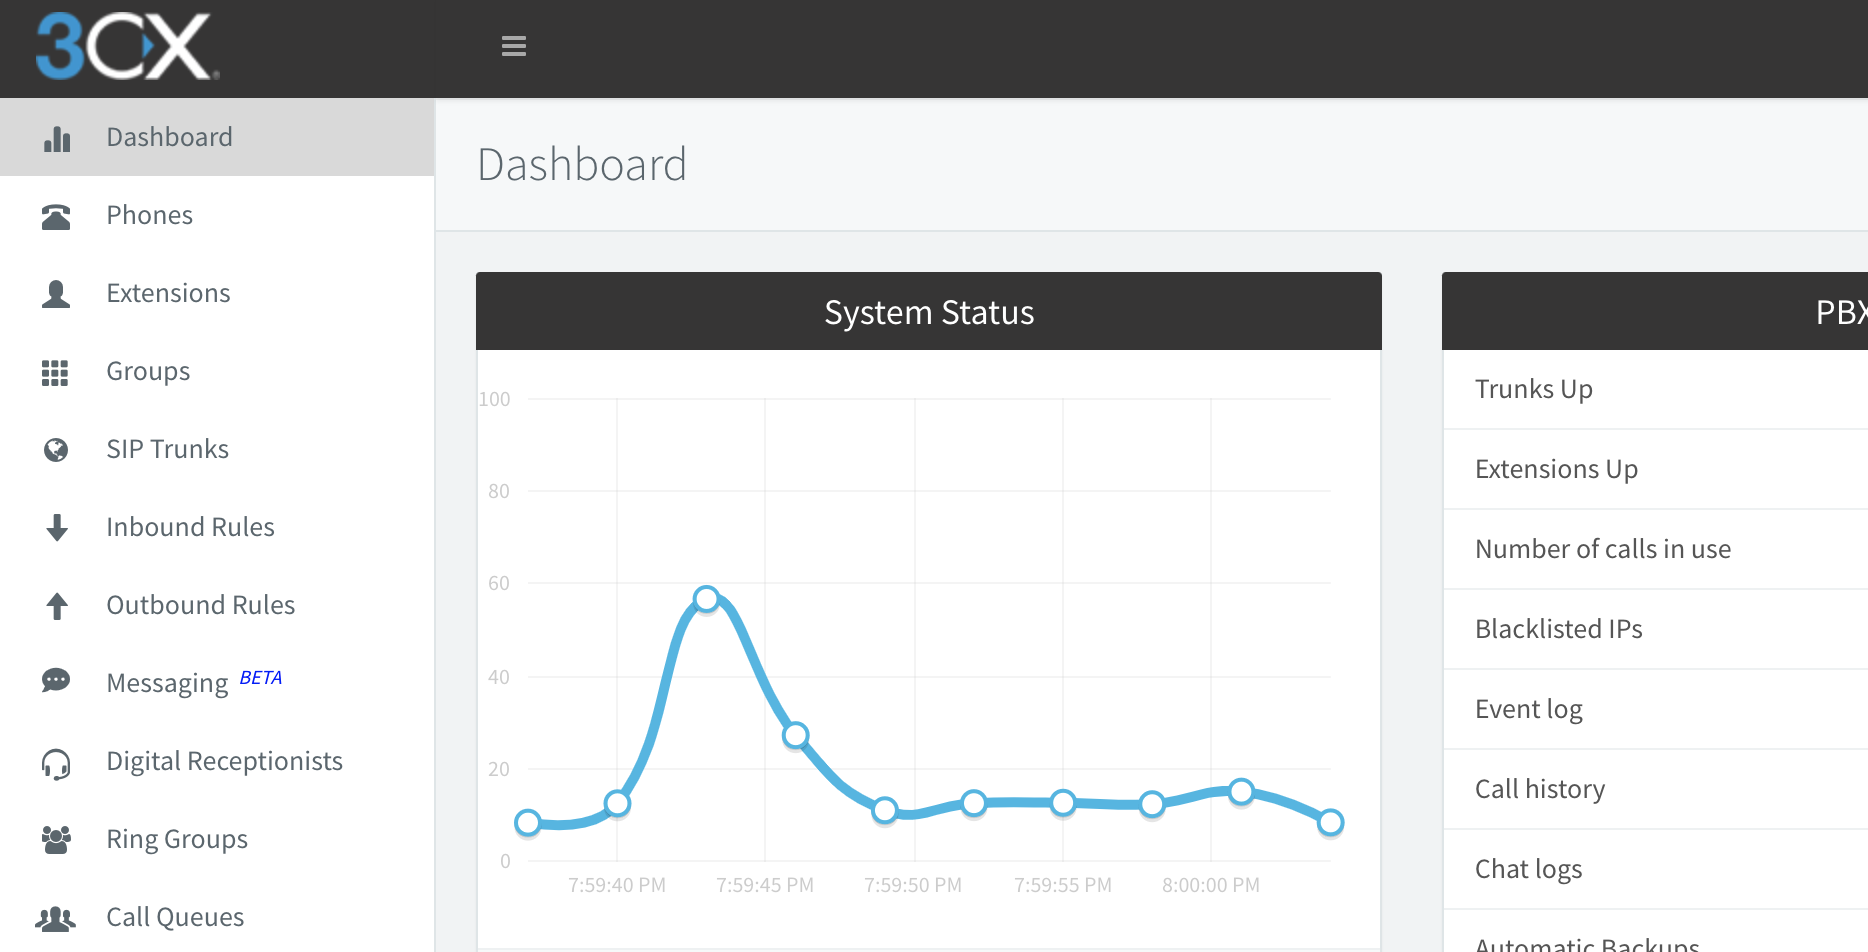 3CX®
Dashboard
Phones
Extensions
Groups
SIP Trunks
Inbound Rules
Outbound Rules
Messaging BETA
Digital Receptionists
Ring Groups
Call Queues
Dashboard
System Status
100
80
60
40
20
0
7:59:40 PM 7:59:45 PM 7:59:50 PM 7:59:55 PM 8:00:00 PM
PBX
Trunks Up
Extensions Up
Number of calls in use
Blacklisted IPs
Event log
Call history
Chat logs
Automatic Backups